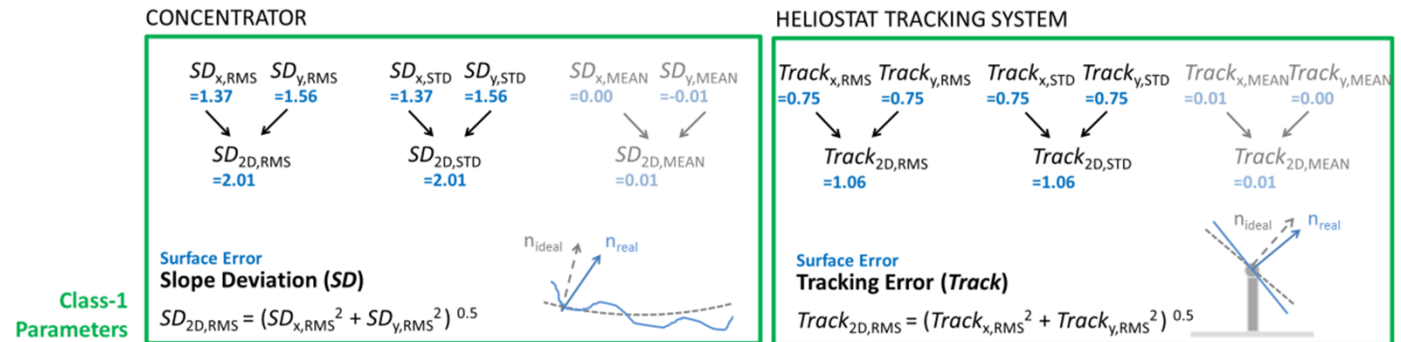 CONCENTRATOR
SDx,RMS SDy,RMS SDx,STD SDy,STD SDx,MEAN SDy,MEAN
=1.37 =1.56 =1.37 =1.56 =0.00 =-0.01
SD2D,RMS SD2D,STD SD2D,MEAN
=2.01 =2.01 =0.01
nideal nreal
Surface Error
Slope Deviation (SD)
SD2D,RMS = (SDx,RMS² + SDy,RMS²) 0.5
HELIOSTAT TRACKING SYSTEM
Trackx,RMS Tracky,RMS Trackx,STD Tracky,STD Trackx,MEAN Tracky,MEAN
=0.75 =0.75 =0.75 =0.75 =0.01 =0.00
Track2D,RMS Track2D,STD Track2D,MEAN
=1.06 =1.06 =0.01
nideal nreal
Surface Error
Tracking Error (Track)
Track2D,RMS = (Trackx,RMS² + Tracky,RMS²) 0.5
Class-1
Parameters